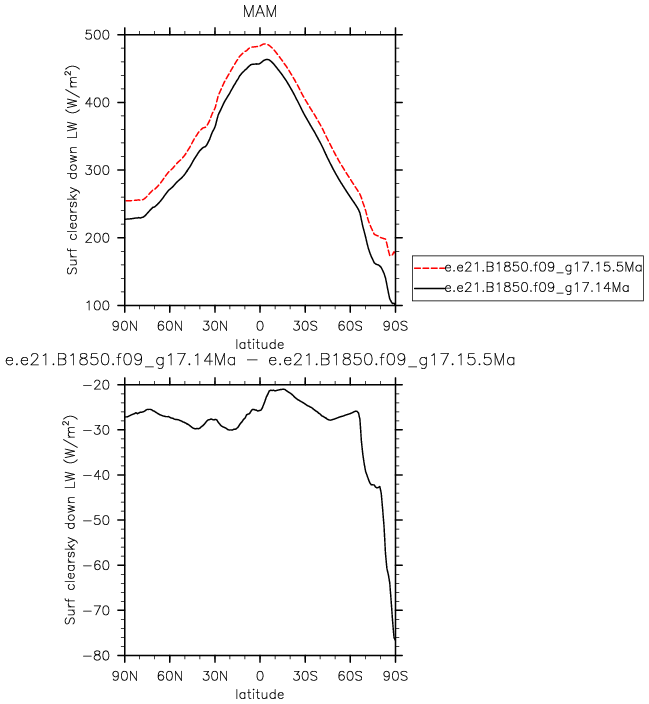 MAM
500
400
300
200
100
Surf clearsky down LW (W/m²)
90N 60N 30N 0 30S 60S 90S
latitude
e.e21.B1850.f09_g17.15.5Ma
e.e21.B1850.f09_g17.14Ma
e.e21.B1850.f09_g17.14Ma − e.e21.B1850.f09_g17.15.5Ma
−20
−30
−40
−50
−60
−70
−80
Surf clearsky down LW (W/m²)
90N 60N 30N 0 30S 60S 90S
latitude